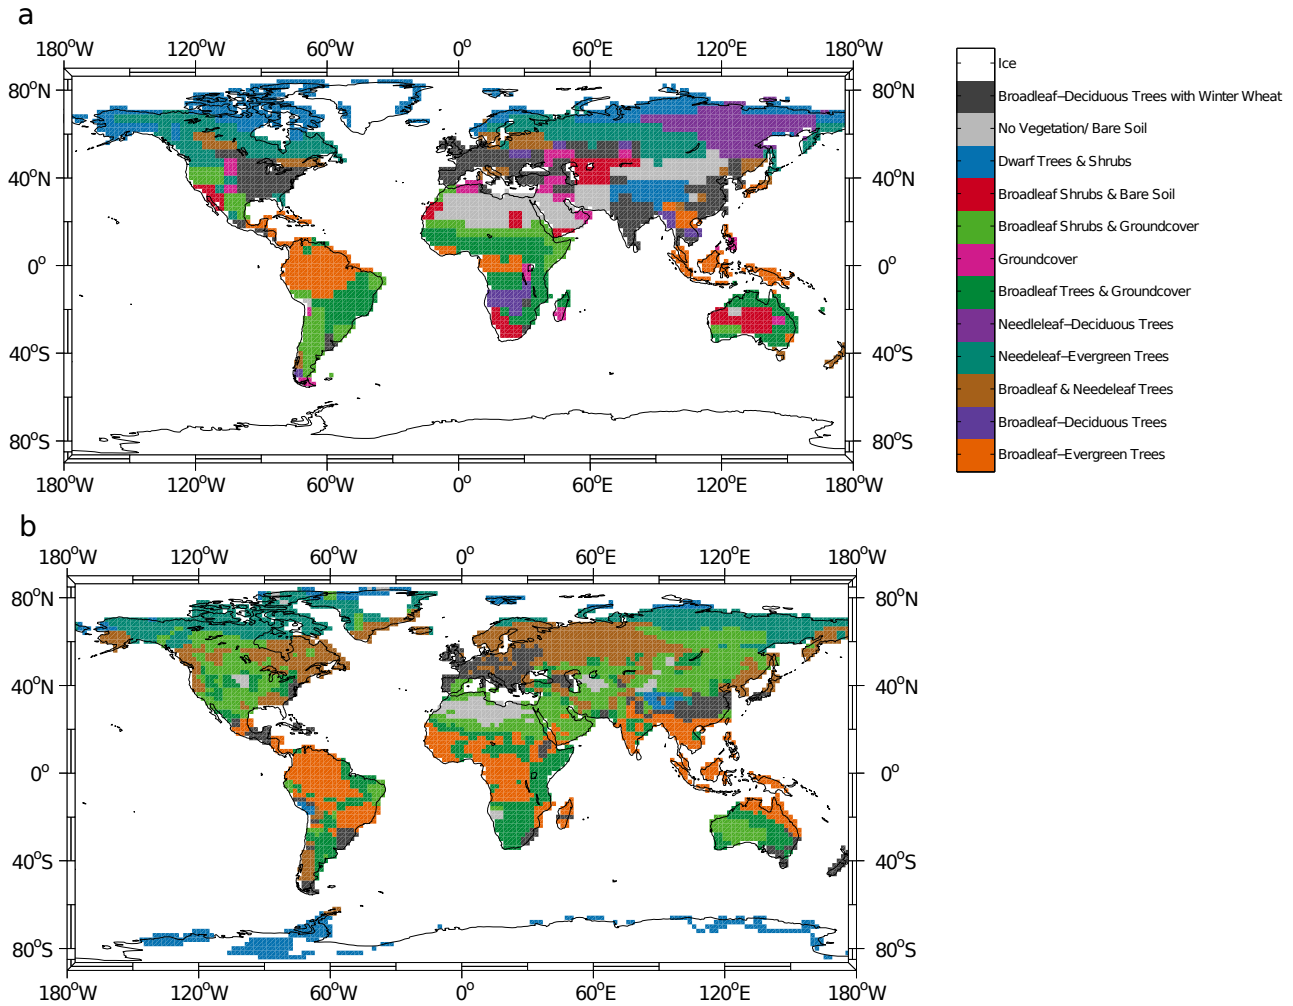 a
180°W 120°W 60°W 0° 60°E 120°E 180°W
80°N 80°N
40°N 40°N
0° 0°
40°S 40°S
80°S 80°S
180°W 120°W 60°W 0° 60°E 120°E 180°W
Ice
Broadleaf–Deciduous Trees with Winter Wheat
No Vegetation/ Bare Soil
Dwarf Trees & Shrubs
Broadleaf Shrubs & Bare Soil
Broadleaf Shrubs & Groundcover
Groundcover
Broadleaf Trees & Groundcover
Needleleaf–Deciduous Trees
Needeleaf–Evergreen Trees
Broadleaf & Needeleaf Trees
Broadleaf–Deciduous Trees
Broadleaf–Evergreen Trees
b
180°W 120°W 60°W 0° 60°E 120°E 180°W
80°N 80°N
40°N 40°N
0° 0°
40°S 40°S
80°S 80°S
180°W 120°W 60°W 0° 60°E 120°E 180°W